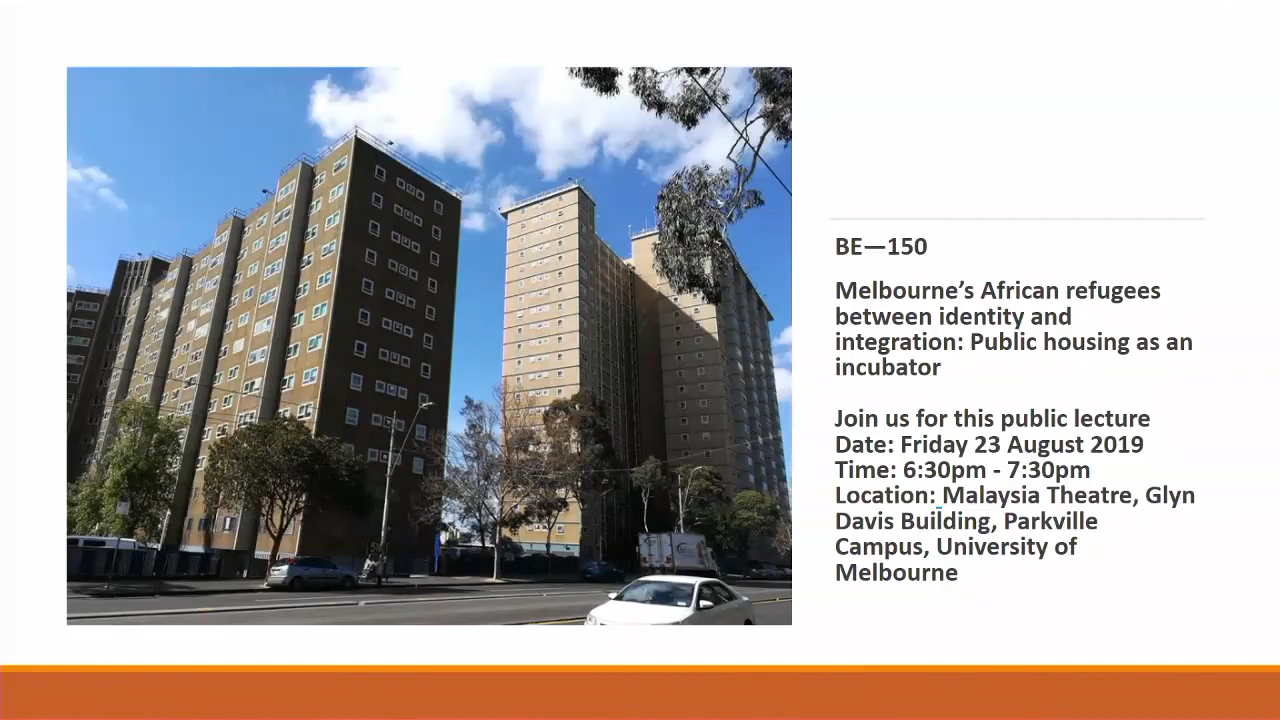 BE—150
Melbourne’s African refugees
between identity and
integration: Public housing as an
incubator
Join us for this public lecture
Date: Friday 23 August 2019
Time: 6:30pm - 7:30pm
Location: Malaysia Theatre, Glyn
Davis Building, Parkville
Campus, University of
Melbourne